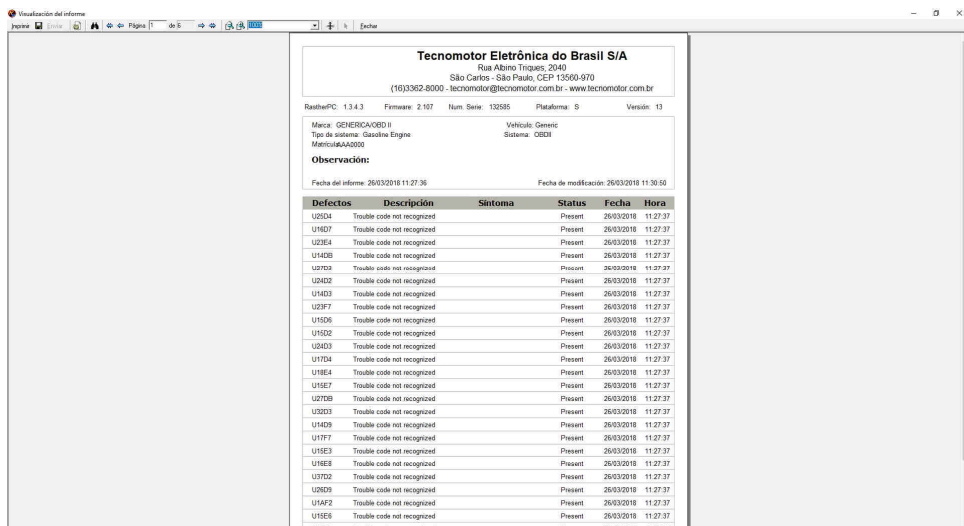 Visualización del informe
Imprimir Enviar Página 1 de 6 100% Fechar
Tecnomotor Eletrônica do Brasil S/A
Rua Albino Triques, 2040
São Carlos - São Paulo, CEP 13560-970
(16)3362-8000 - tecnomotor@tecnomotor.com.br - www.tecnomotor.com.br
RastherPC: 1.3.4.3 Firmware: 2.107 Num. Serie: 132585 Plataforma: S Versión: 13
Marca: GENERICA/OBD II Vehículo: Generic
Tipo de sistema: Gasoline Engine Sistema: OBDII
Matrícula:AAA0000
Observación:
Fecha del informe: 26/03/2018 11:27:36 Fecha de modificación: 26/03/2018 11:30:50
Defectos Descripción Síntoma Status Fecha Hora
U25D4 Trouble code not recognized Present 26/03/2018 11:27:37
U16D7 Trouble code not recognized Present 26/03/2018 11:27:37
U23E4 Trouble code not recognized Present 26/03/2018 11:27:37
U14DB Trouble code not recognized Present 26/03/2018 11:27:37
U27D3 Trouble code not recognized Present 26/03/2018 11:27:37
U24D2 Trouble code not recognized Present 26/03/2018 11:27:37
U14D3 Trouble code not recognized Present 26/03/2018 11:27:37
U23F7 Trouble code not recognized Present 26/03/2018 11:27:37
U15D6 Trouble code not recognized Present 26/03/2018 11:27:37
U15D2 Trouble code not recognized Present 26/03/2018 11:27:37
U24D3 Trouble code not recognized Present 26/03/2018 11:27:37
U17D4 Trouble code not recognized Present 26/03/2018 11:27:37
U18E4 Trouble code not recognized Present 26/03/2018 11:27:37
U15E7 Trouble code not recognized Present 26/03/2018 11:27:37
U27DB Trouble code not recognized Present 26/03/2018 11:27:37
U32D3 Trouble code not recognized Present 26/03/2018 11:27:37
U14D9 Trouble code not recognized Present 26/03/2018 11:27:37
U17F7 Trouble code not recognized Present 26/03/2018 11:27:37
U15E3 Trouble code not recognized Present 26/03/2018 11:27:37
U16E8 Trouble code not recognized Present 26/03/2018 11:27:37
U37D2 Trouble code not recognized Present 26/03/2018 11:27:37
U26D9 Trouble code not recognized Present 26/03/2018 11:27:37
U1AF2 Trouble code not recognized Present 26/03/2018 11:27:37
U15E6 Trouble code not recognized Present 26/03/2018 11:27:37